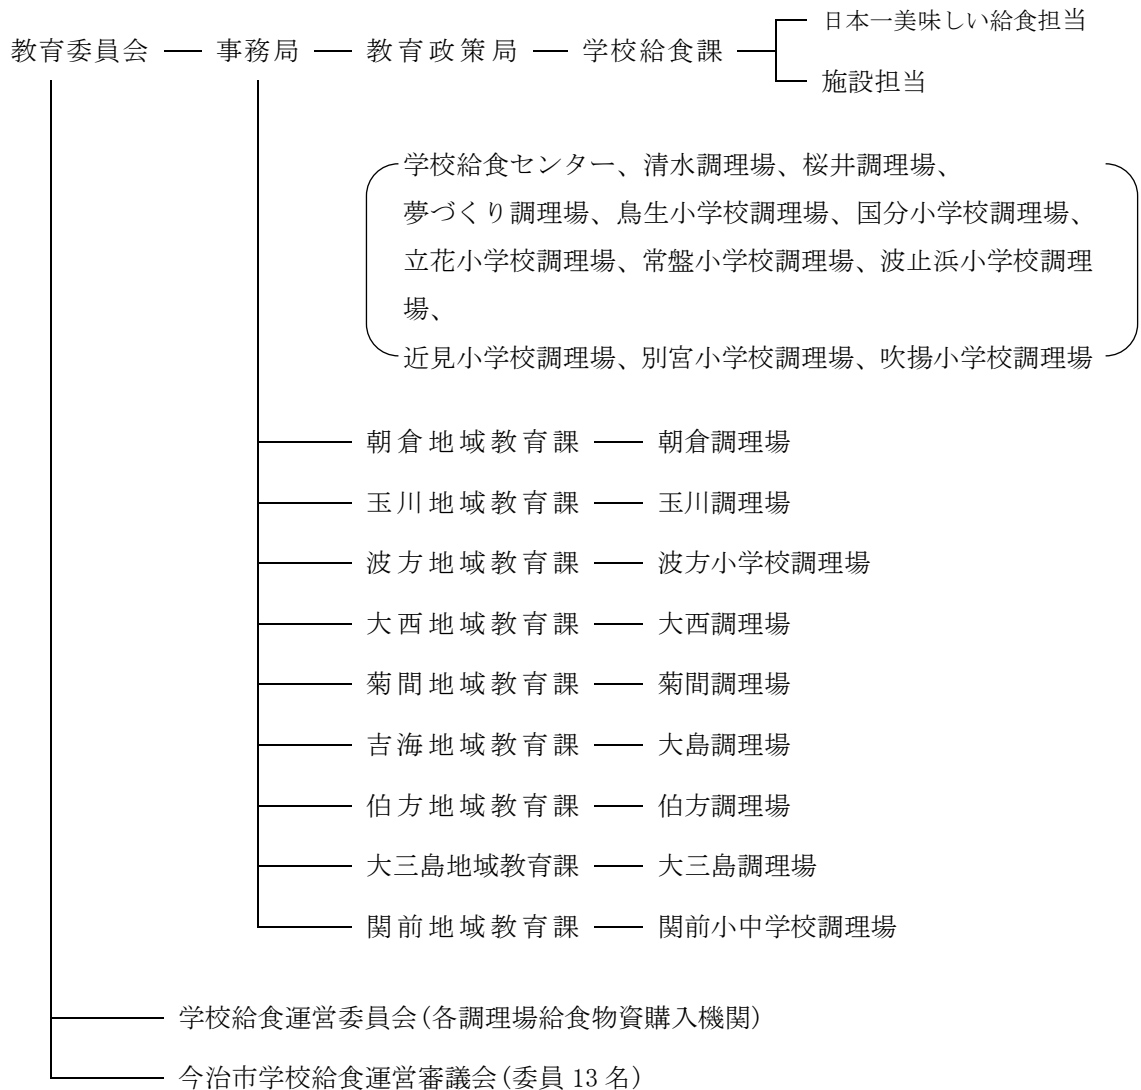 日本一美味しい給食担当
教育委員会 事務局 教育政策局 学校給食課
施設担当
学校給食センター、清水調理場、桜井調理場、
夢づくり調理場、鳥生小学校調理場、国分小学校調理場、
立花小学校調理場、常盤小学校調理場、波止浜小学校調理
場、
近見小学校調理場、別宮小学校調理場、吹揚小学校調理場
朝倉地域教育課 朝倉調理場
玉川地域教育課 玉川調理場
波方地域教育課 波方小学校調理場
大西地域教育課 大西調理場
菊間地域教育課 菊間調理場
吉海地域教育課 大島調理場
伯方地域教育課 伯方調理場
大三島地域教育課 大三島調理場
関前地域教育課 関前小中学校調理場
学校給食運営委員会(各調理場給食物資購入機関)
今治市学校給食運営審議会(委員 13 名)